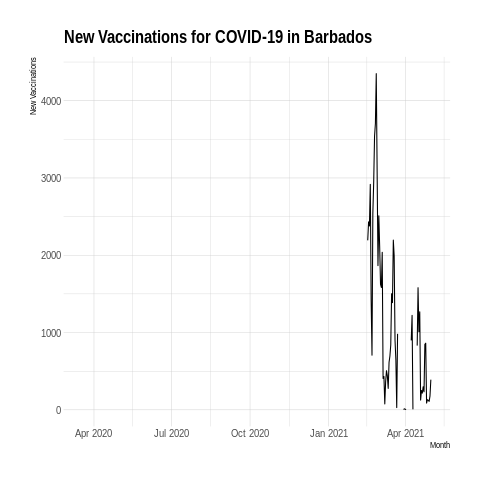 New Vaccinations for COVID-19 in Barbados
New Vaccinations
4000
3000
2000
1000
0
Apr 2020
Jul 2020
Oct 2020
Jan 2021
Apr 2021
Month